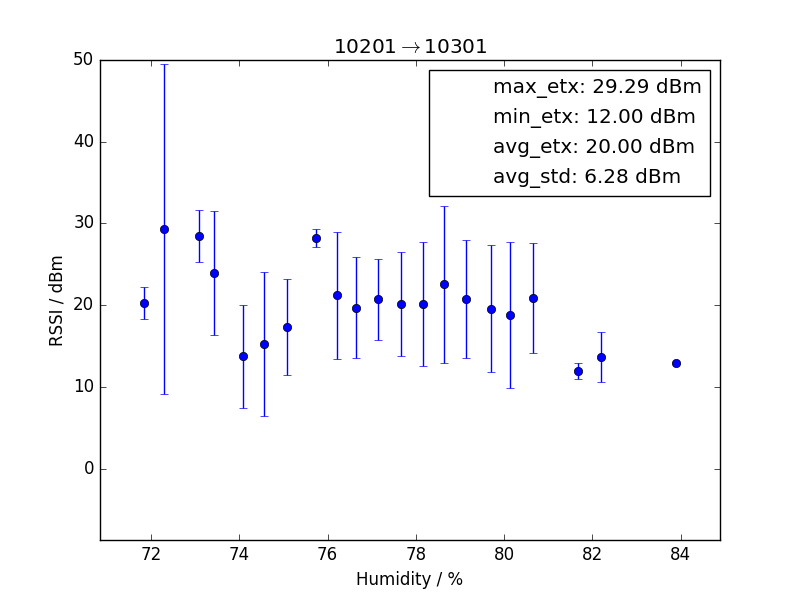 10201→10301
max_etx: 29.29 dBm
min_etx: 12.00 dBm
avg_etx: 20.00 dBm
avg_std: 6.28 dBm
50
40
30
20
10
0
RSSI / dBm
72 74 76 78 80 82 84
Humidity / %